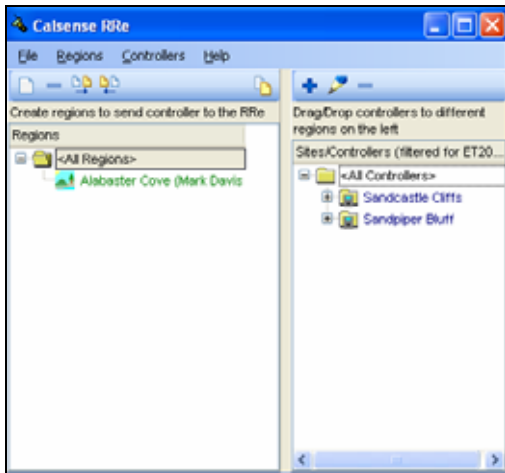 Calsense RRe
File Regions Controllers Help
Create regions to send controller to the RRe
Regions
<All Regions>
Alabaster Cove (Mark Davis
Drag/Drop controllers to different
regions on the left
Sites/Controllers (filtered for ET20...
<All Controllers>
Sandcastle Cliffs
Sandpiper Bluff